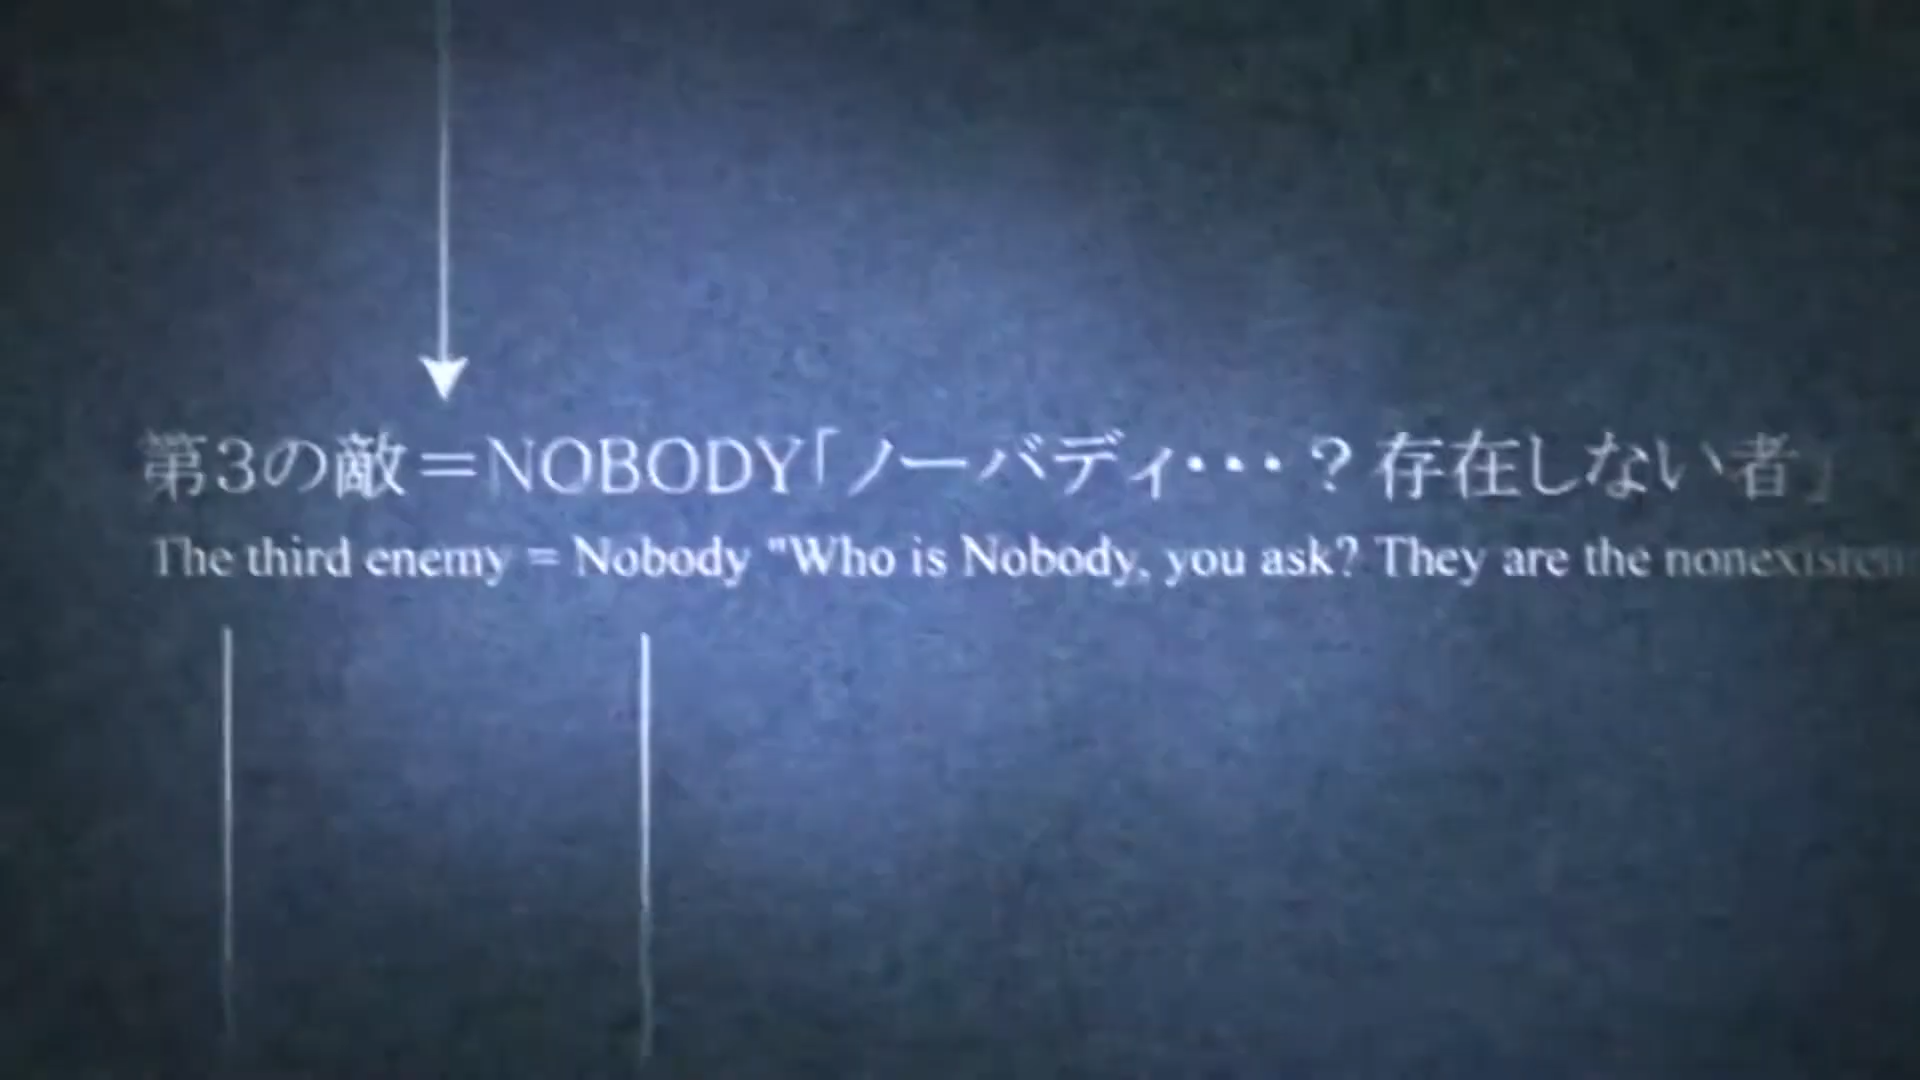 第3の敵＝NOBODY「ノーバディ・・・？存在しない者」
The third enemy = Nobody "Who is Nobody, you ask? They are the nonexistent